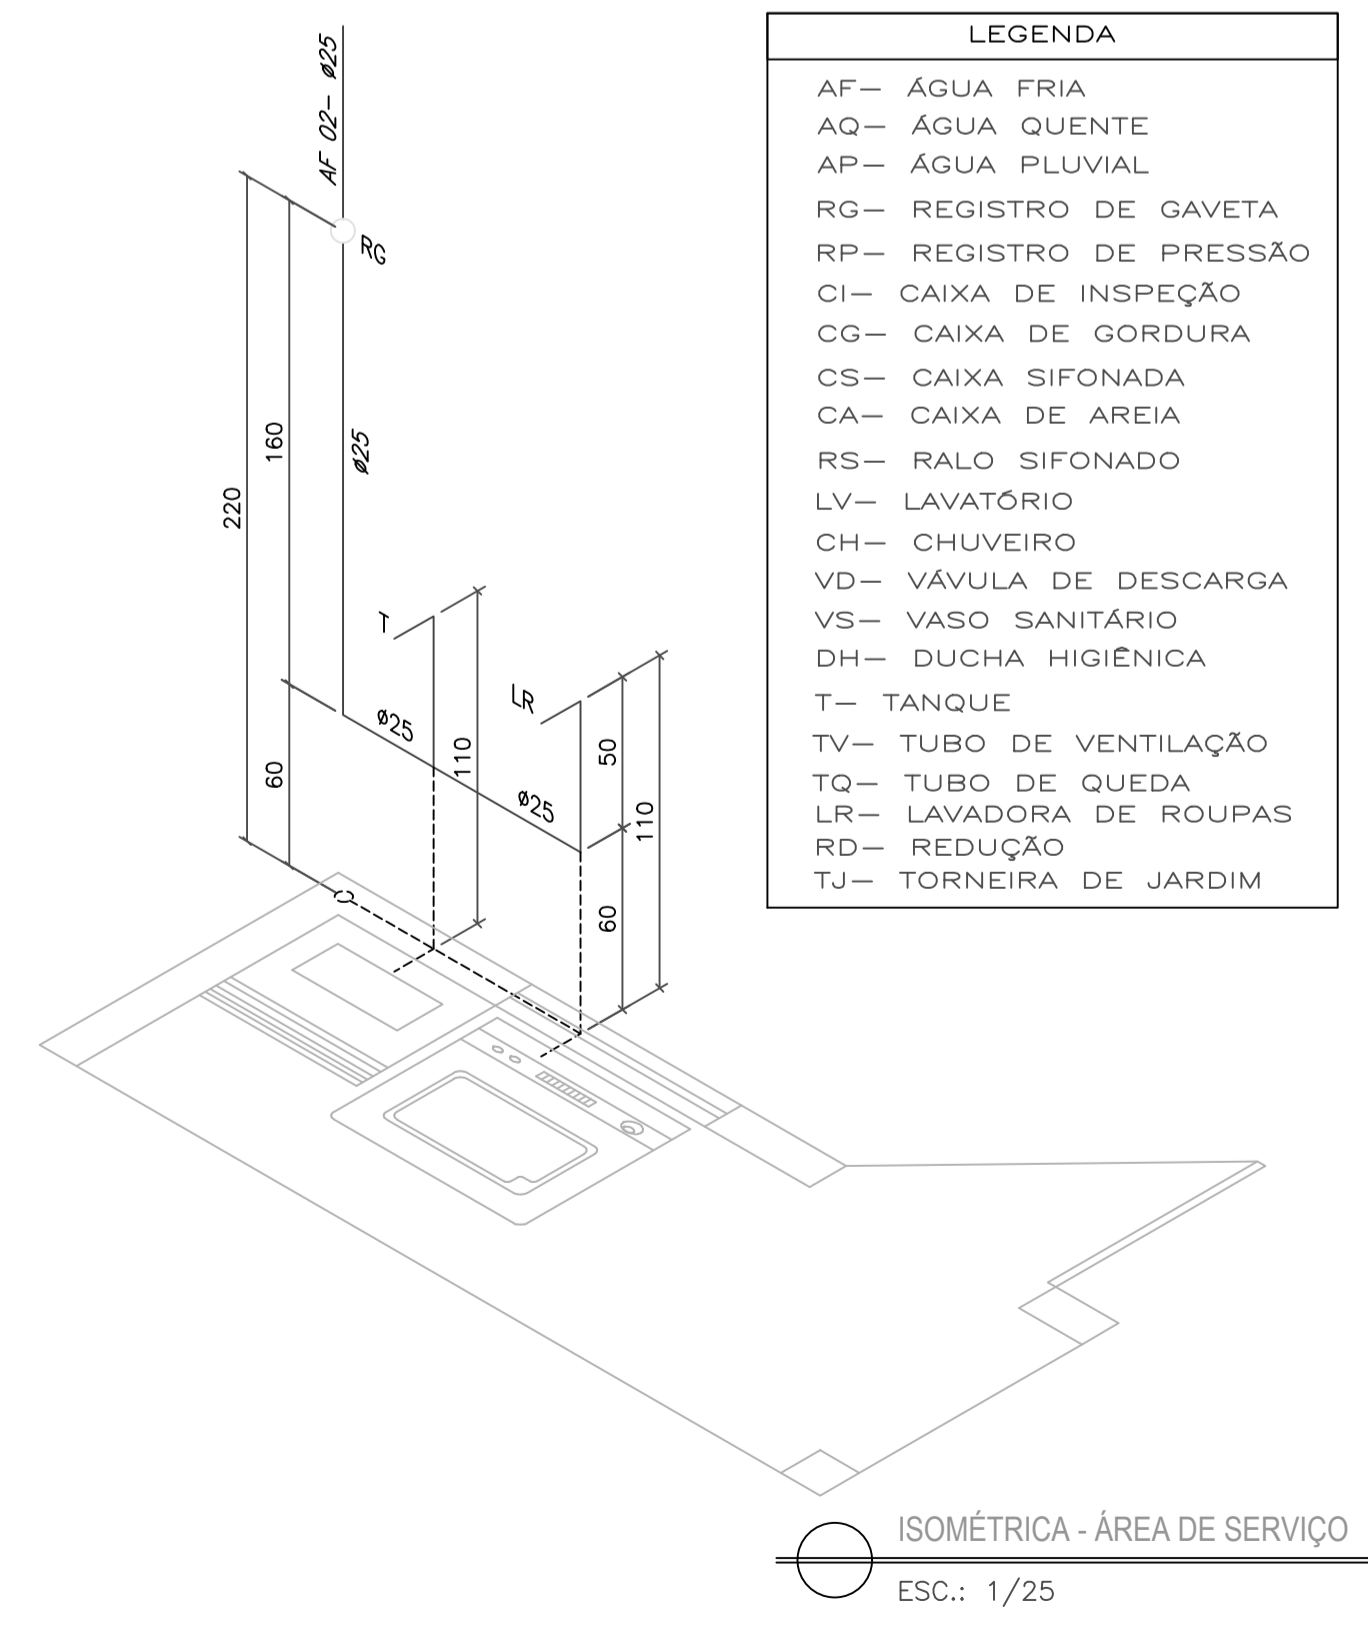 AF 02- ø25
RG
160
ø25
220
T
LR
ø25
110
50
60
ø25
110
60
LEGENDA
AF- ÁGUA FRIA
AQ- ÁGUA QUENTE
AP- ÁGUA PLUVIAL
RG- REGISTRO DE GAVETA
RP- REGISTRO DE PRESSÃO
CI- CAIXA DE INSPEÇÃO
CG- CAIXA DE GORDURA
CS- CAIXA SIFONADA
CA- CAIXA DE AREIA
RS- RALO SIFONADO
LV- LAVATÓRIO
CH- CHUVEIRO
VD- VÁVULA DE DESCARGA
VS- VASO SANITÁRIO
DH- DUCHA HIGIÊNICA
T- TANQUE
TV- TUBO DE VENTILAÇÃO
TQ- TUBO DE QUEDA
LR- LAVADORA DE ROUPAS
RD- REDUÇÃO
TJ- TORNEIRA DE JARDIM
ISOMÉTRICA - ÁREA DE SERVIÇO
ESC.: 1/25